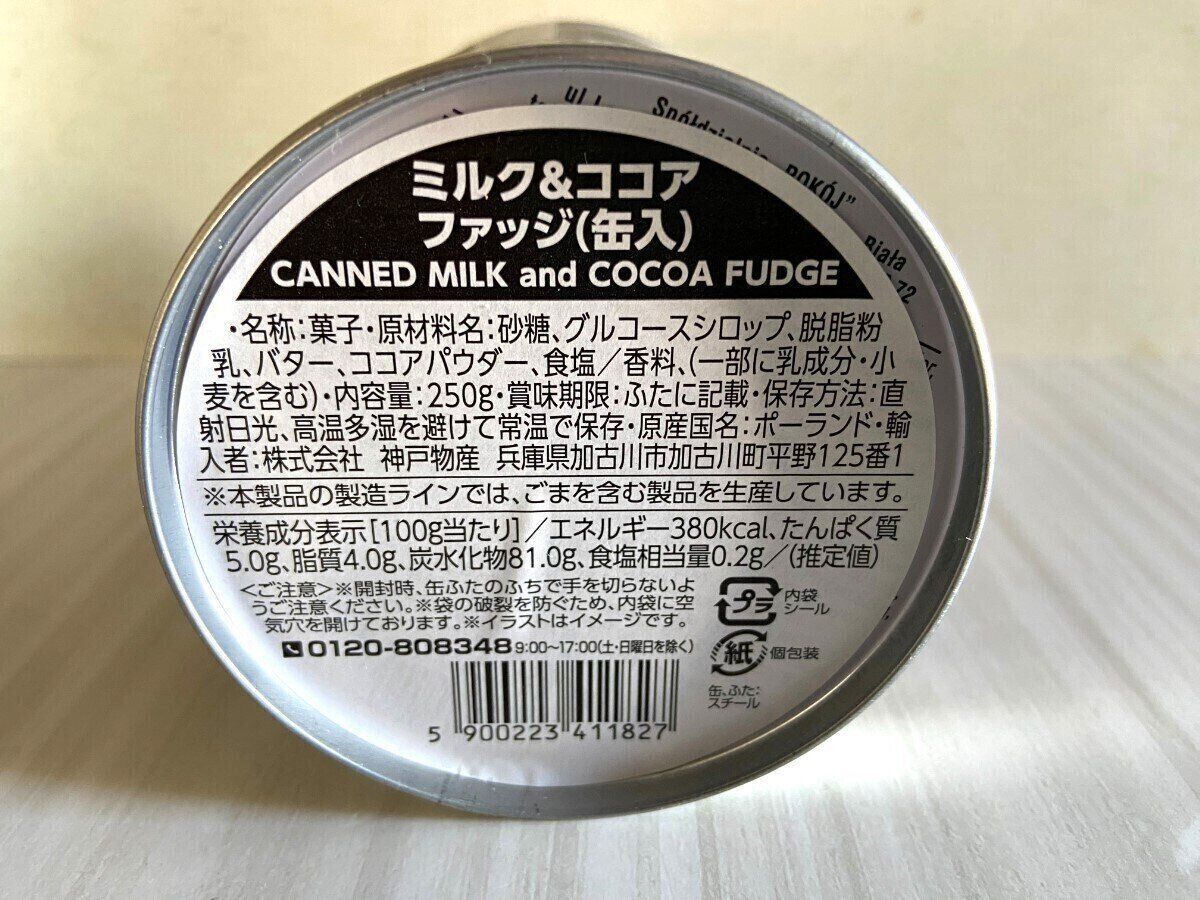 Spółdzielnia „POKÓJ”
Biała
72
ミルク&ココア
ファッジ(缶入)
CANNED MILK and COCOA FUDGE
・名称:菓子・原材料名:砂糖、グルコースシロップ、脱脂粉
乳、バター、ココアパウダー、食塩/香料、(一部に乳成分・小
麦を含む)・内容量:250g・賞味期限:ふたに記載・保存方法:直
射日光、高温多湿を避けて常温で保存・原産国名:ポーランド・輸
入者:株式会社 神戸物産 兵庫県加古川市加古川町平野125番1
※本製品の製造ラインでは、ごまを含む製品を生産しています。
栄養成分表示[100g当たり]/エネルギー380kcal、たんぱく質
5.0g、脂質4.0g、炭水化物81.0g、食塩相当量0.2g/(推定値)
<ご注意>※開封時、缶ふたのふちで手を切らないよ
うご注意ください。※袋の破裂を防ぐため、内袋に空
気穴を開けております。※イラストはイメージです。
0120-808348 9:00~17:00(土・日曜日を除く)
プラ 内袋
シール
紙 個包装
缶、ふた:
スチール
5 900223 411827